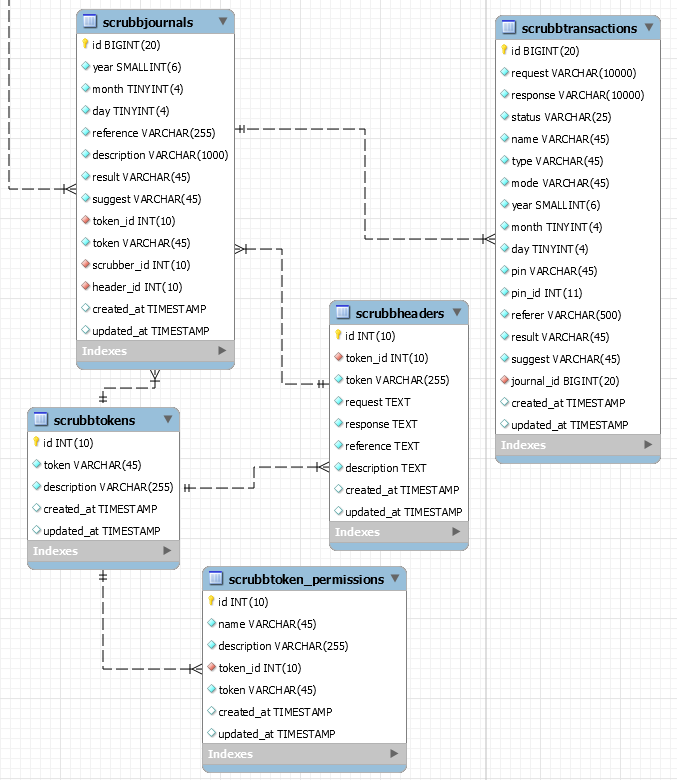 scrubbjournals
id BIGINT(20)
year SMALLINT(6)
month TINYINT(4)
day TINYINT(4)
reference VARCHAR(255)
description VARCHAR(1000)
result VARCHAR(45)
suggest VARCHAR(45)
token_id INT(10)
token VARCHAR(45)
scrubber_id INT(10)
header_id INT(10)
created_at TIMESTAMP
updated_at TIMESTAMP
Indexes
scrubbtransactions
id BIGINT(20)
request VARCHAR(10000)
response VARCHAR(10000)
status VARCHAR(25)
name VARCHAR(45)
type VARCHAR(45)
mode VARCHAR(45)
year SMALLINT(6)
month TINYINT(4)
day TINYINT(4)
pin VARCHAR(45)
pin_id INT(11)
referer VARCHAR(500)
result VARCHAR(45)
suggest VARCHAR(45)
journal_id BIGINT(20)
created_at TIMESTAMP
updated_at TIMESTAMP
Indexes
scrubbheaders
id INT(10)
token_id INT(10)
token VARCHAR(255)
request TEXT
response TEXT
reference TEXT
description TEXT
created_at TIMESTAMP
updated_at TIMESTAMP
Indexes
scrubbtokens
id INT(10)
token VARCHAR(45)
description VARCHAR(255)
created_at TIMESTAMP
updated_at TIMESTAMP
Indexes
scrubbtoken_permissions
id INT(10)
name VARCHAR(45)
description VARCHAR(255)
token_id INT(10)
token VARCHAR(45)
created_at TIMESTAMP
updated_at TIMESTAMP
Indexes